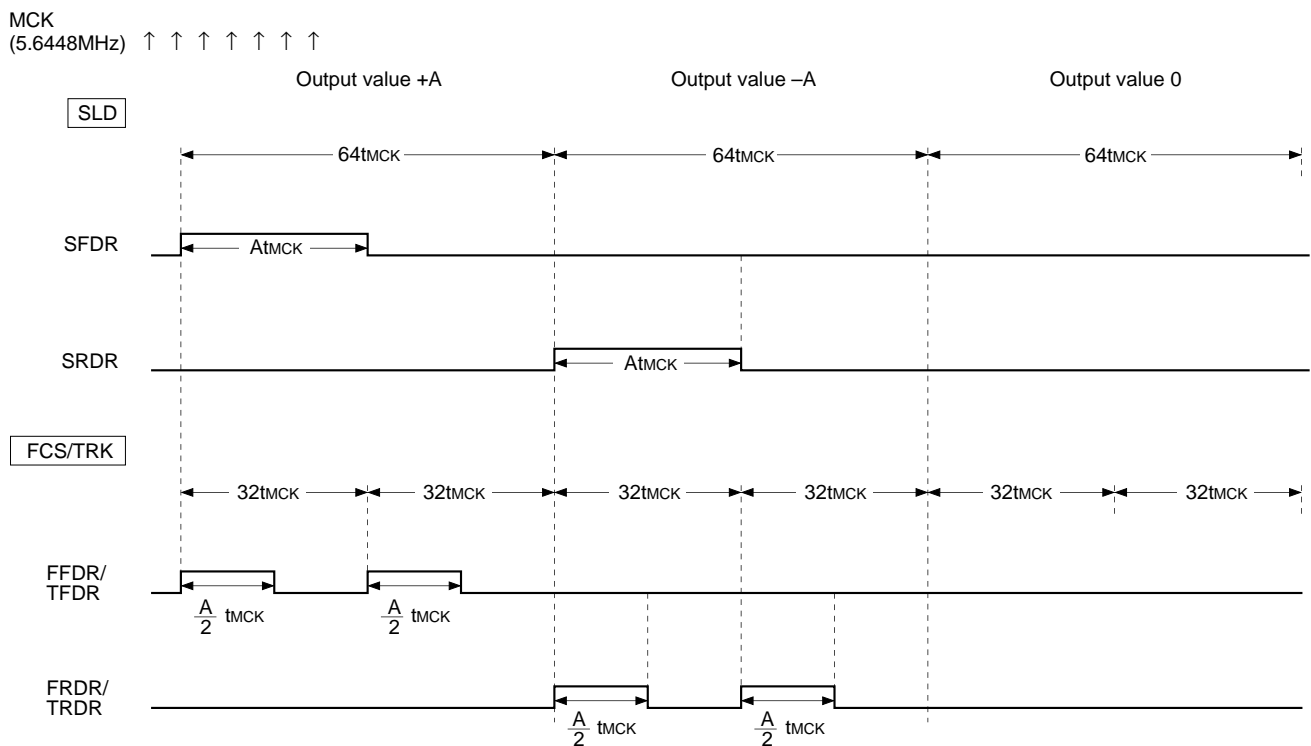 MCK
(5.6448MHz) ↑ ↑ ↑ ↑ ↑ ↑ ↑
Output value +A Output value –A Output value 0
SLD
64tMCK 64tMCK 64tMCK
SFDR AtMCK
SRDR AtMCK
FCS/TRK
32tMCK 32tMCK 32tMCK 32tMCK 32tMCK 32tMCK
FFDR/
TFDR
A/2 tMCK A/2 tMCK
FRDR/
TRDR
A/2 tMCK A/2 tMCK